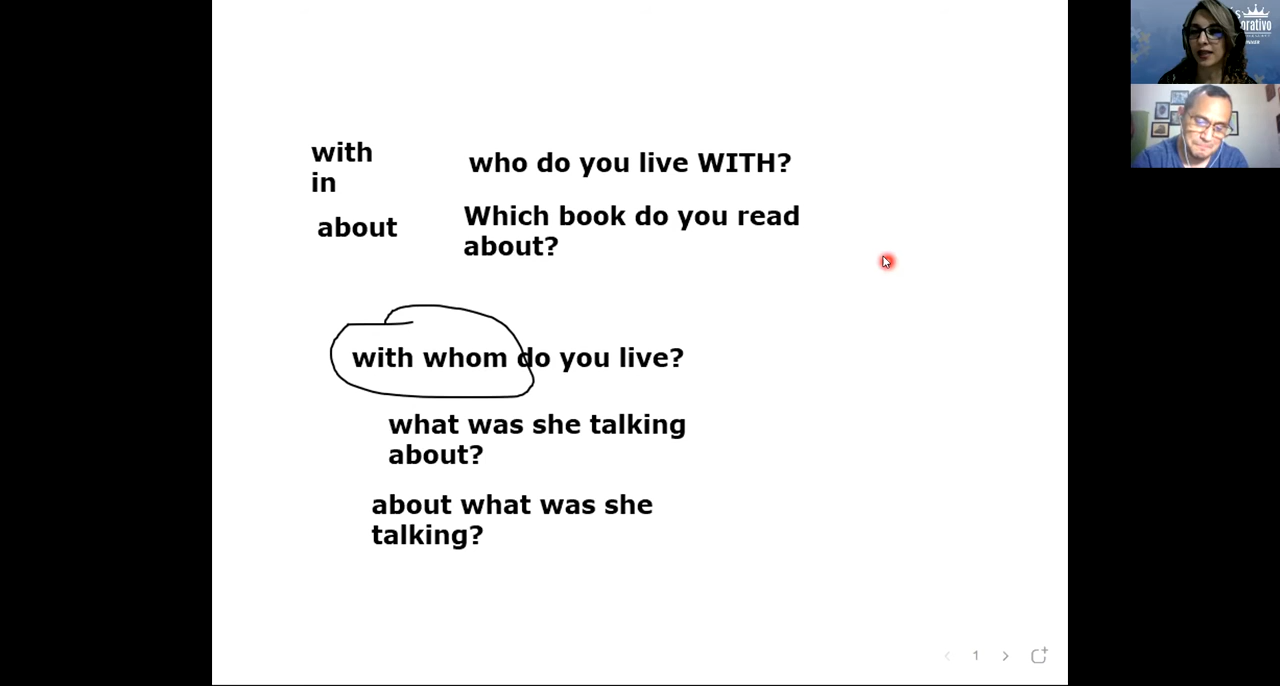 with
in
who do you live WITH?
about
Which book do you read
about?
with whom do you live?
what was she talking
about?
about what was she
talking?
1
orativo